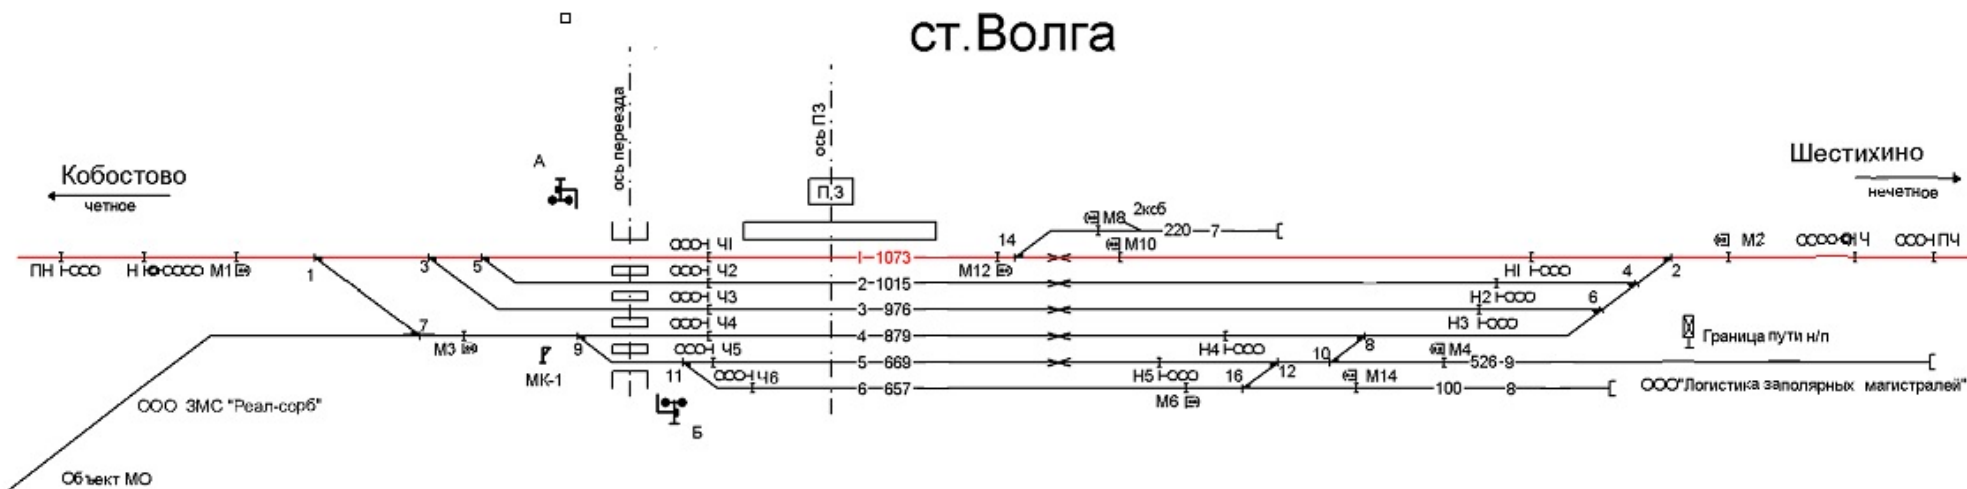 ст.Волга
ось переезда
ось ПЗ
А
Шестихино
нечетное
Кобостово
четное
П.З
14
М8
2ксб
220-7
Ч1
М10
М2
Ч
ПЧ
ПН
Н
М1
1
3
5
1-1073
М12
Н1
4
2
Ч2
2-1015
Н2
6
Ч3
3-976
Н3
7
Ч4
4-879
Граница пути н/п
М3
9
Н4
8
МК-1
Ч5
5-669
10
М4
526-9
11
Ч6
Н5
16
12
М14
6-657
100
8
ООО"Логистика заполярных магистралей"
ООО ЗМС "Реал-сорб"
М6
Б
Объект МО